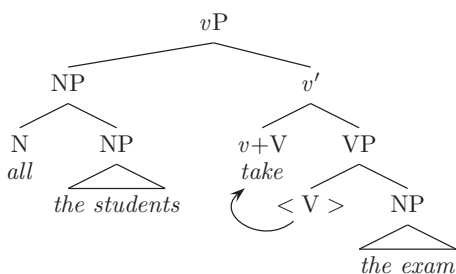 vP
NP v′
N NP v+V VP
all take
the students < V > NP
the exam